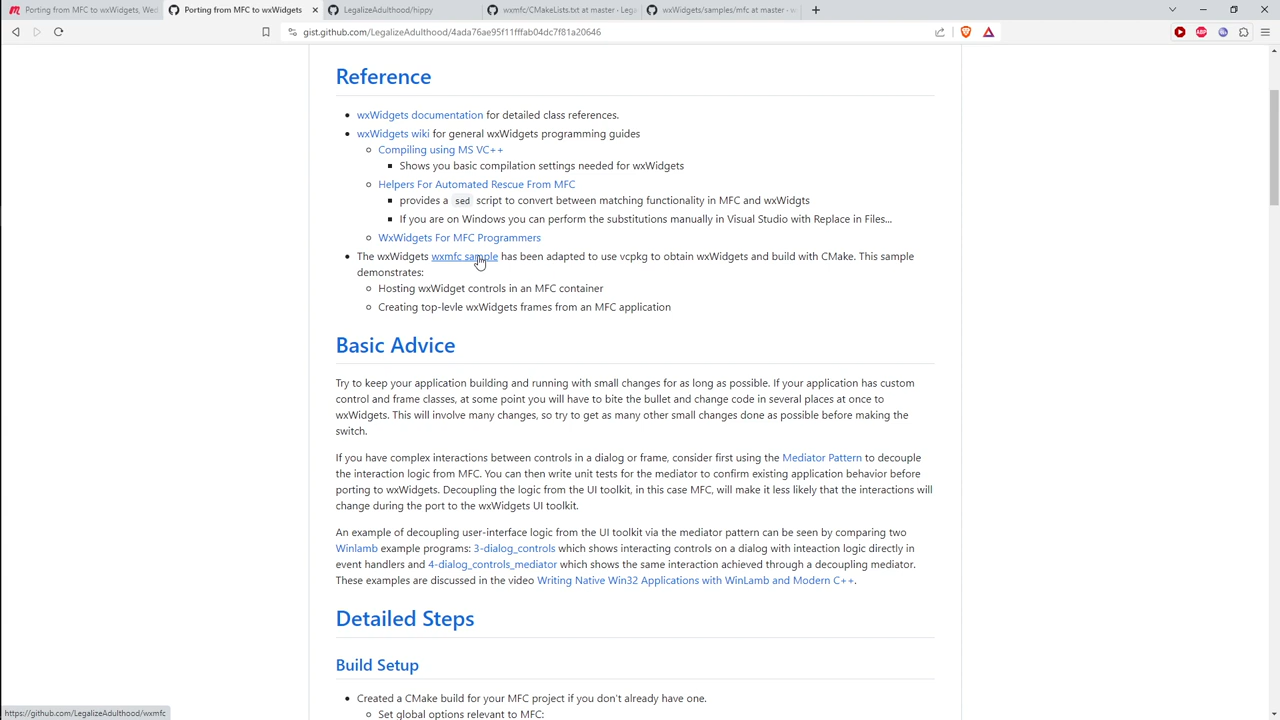 Porting from MFC to wxWidgets, Wed
Porting from MFC to wxWidgets
LegalizeAdulthood/hippy
wxmfc/CMakeLists.txt at master · Lega
wxWidgets/samples/mfc at master · w
gist.github.com/LegalizeAdulthood/4ada76ae95f11fffab04dc7f81a20646
Reference
wxWidgets documentation for detailed class references.
wxWidgets wiki for general wxWidgets programming guides
Compiling using MS VC++
Shows you basic compilation settings needed for wxWidgets
Helpers For Automated Rescue From MFC
provides a sed script to convert between matching functionality in MFC and wxWidgts
If you are on Windows you can perform the substitutions manually in Visual Studio with Replace in Files...
WxWidgets For MFC Programmers
The wxWidgets wxmfc sample has been adapted to use vcpkg to obtain wxWidgets and build with CMake. This sample
demonstrates:
Hosting wxWidget controls in an MFC container
Creating top-levle wxWidgets frames from an MFC application
Basic Advice
Try to keep your application building and running with small changes for as long as possible. If your application has custom
control and frame classes, at some point you will have to bite the bullet and change code in several places at once to
wxWidgets. This will involve many changes, so try to get as many other small changes done as possible before making the
switch.
If you have complex interactions between controls in a dialog or frame, consider first using the Mediator Pattern to decouple
the interaction logic from MFC. You can then write unit tests for the mediator to confirm existing application behavior before
porting to wxWidgets. Decoupling the logic from the UI toolkit, in this case MFC, will make it less likely that the interactions will
change during the port to the wxWidgets UI toolkit.
An example of decoupling user-interface logic from the UI toolkit via the mediator pattern can be seen by comparing two
Winlamb example programs: 3-dialog_controls which shows interacting controls on a dialog with inteaction logic directly in
event handlers and 4-dialog_controls_mediator which shows the same interaction achieved through a decoupling mediator.
These examples are discussed in the video Writing Native Win32 Applications with WinLamb and Modern C++.
Detailed Steps
Build Setup
Created a CMake build for your MFC project if you don't already have one.
Set global options relevant to MFC:
https://github.com/LegalizeAdulthood/wxmfc